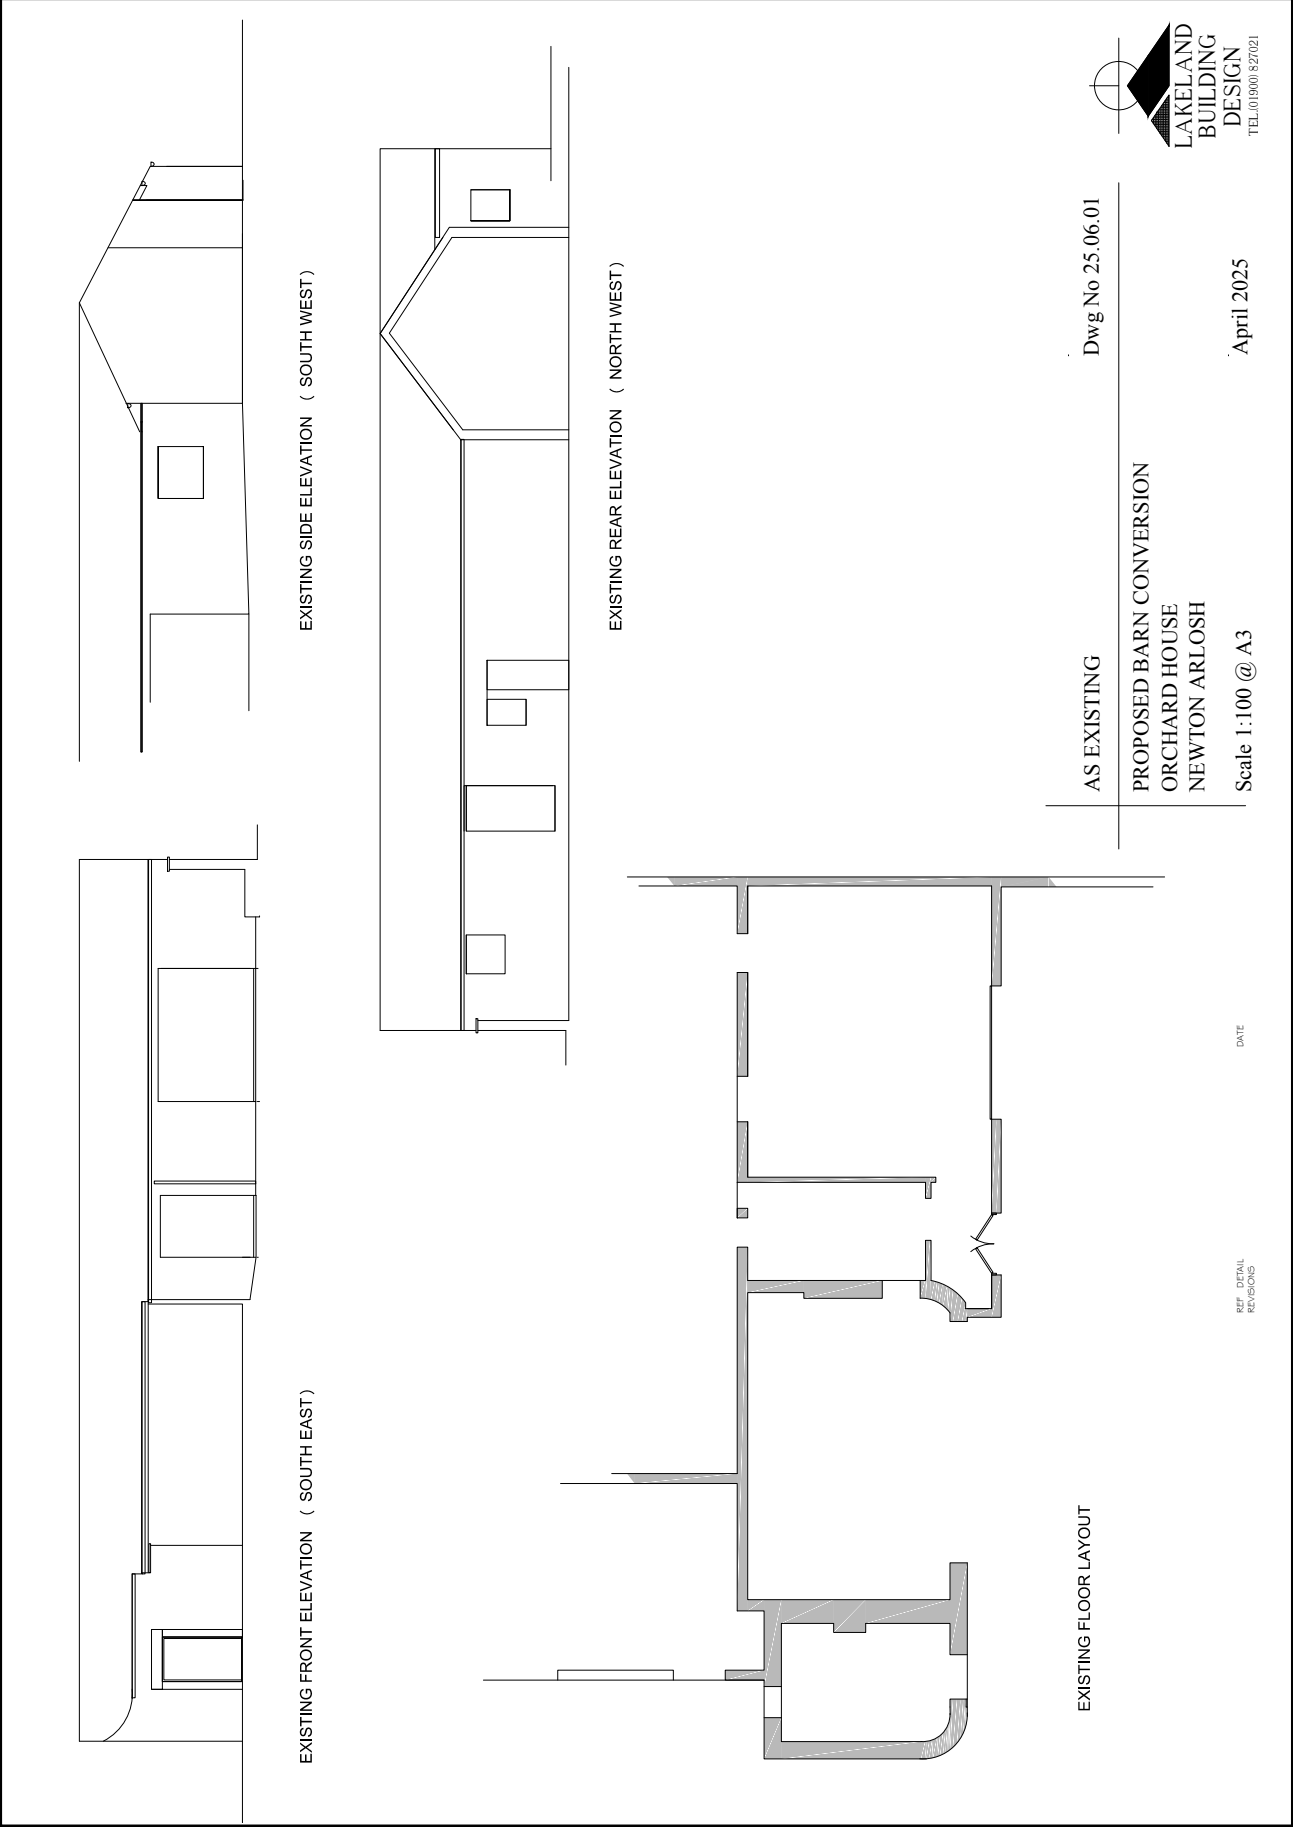 EXISTING FRONT ELEVATION ( SOUTH EAST )
EXISTING SIDE ELEVATION ( SOUTH WEST )
EXISTING REAR ELEVATION ( NORTH WEST )
EXISTING FLOOR LAYOUT
REF DETAIL
DATE
REVISIONS
AS EXISTING
Dwg No 25.06.01
PROPOSED BARN CONVERSION
ORCHARD HOUSE
NEWTON ARLOSH
Scale 1:100 @ A3
April 2025
LAKELAND
BUILDING
DESIGN
TEL.(01900) 827021